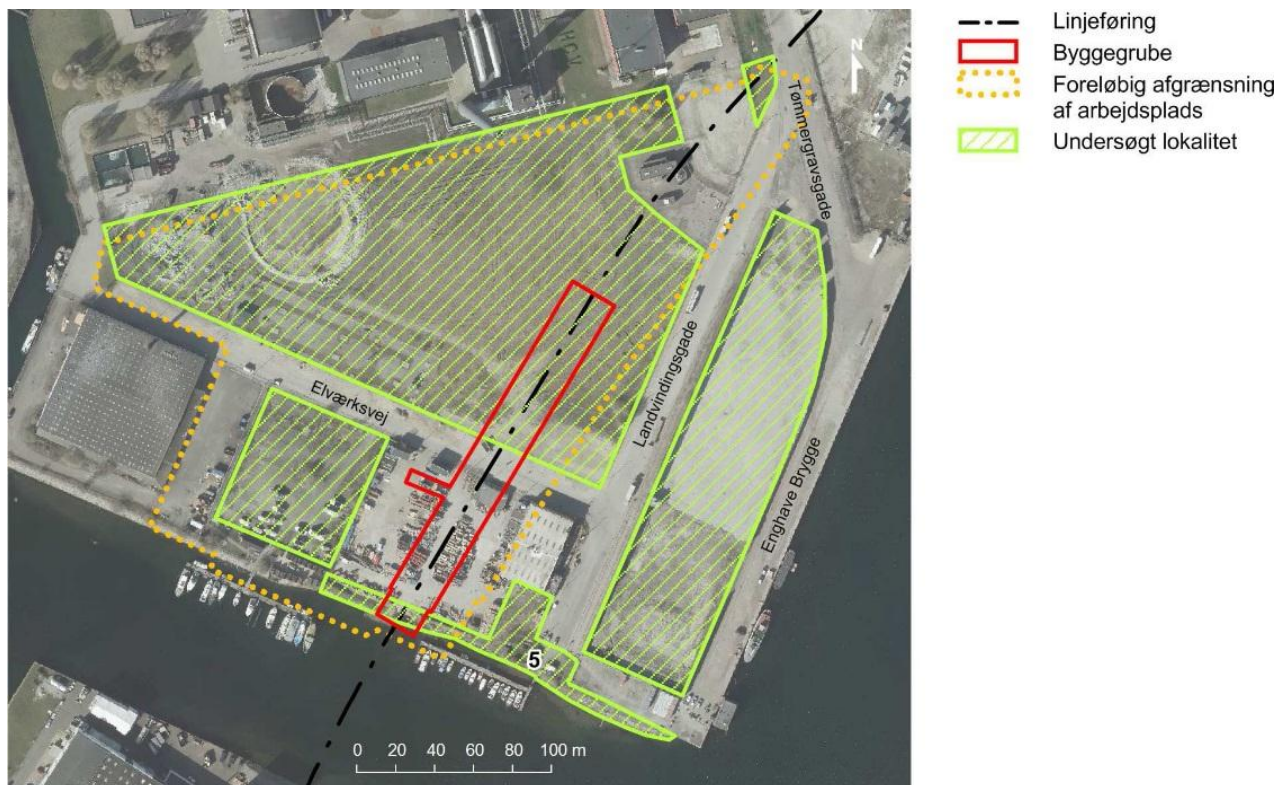 Linjeføring
Byggegrube
Foreløbig afgrænsning
af arbejdsplads
Undersøgt lokalitet
N
Tømmergravsgade
Landvindingsgade
Elværksvej
Enghave Brygge
5
0 20 40 60 80 100 m